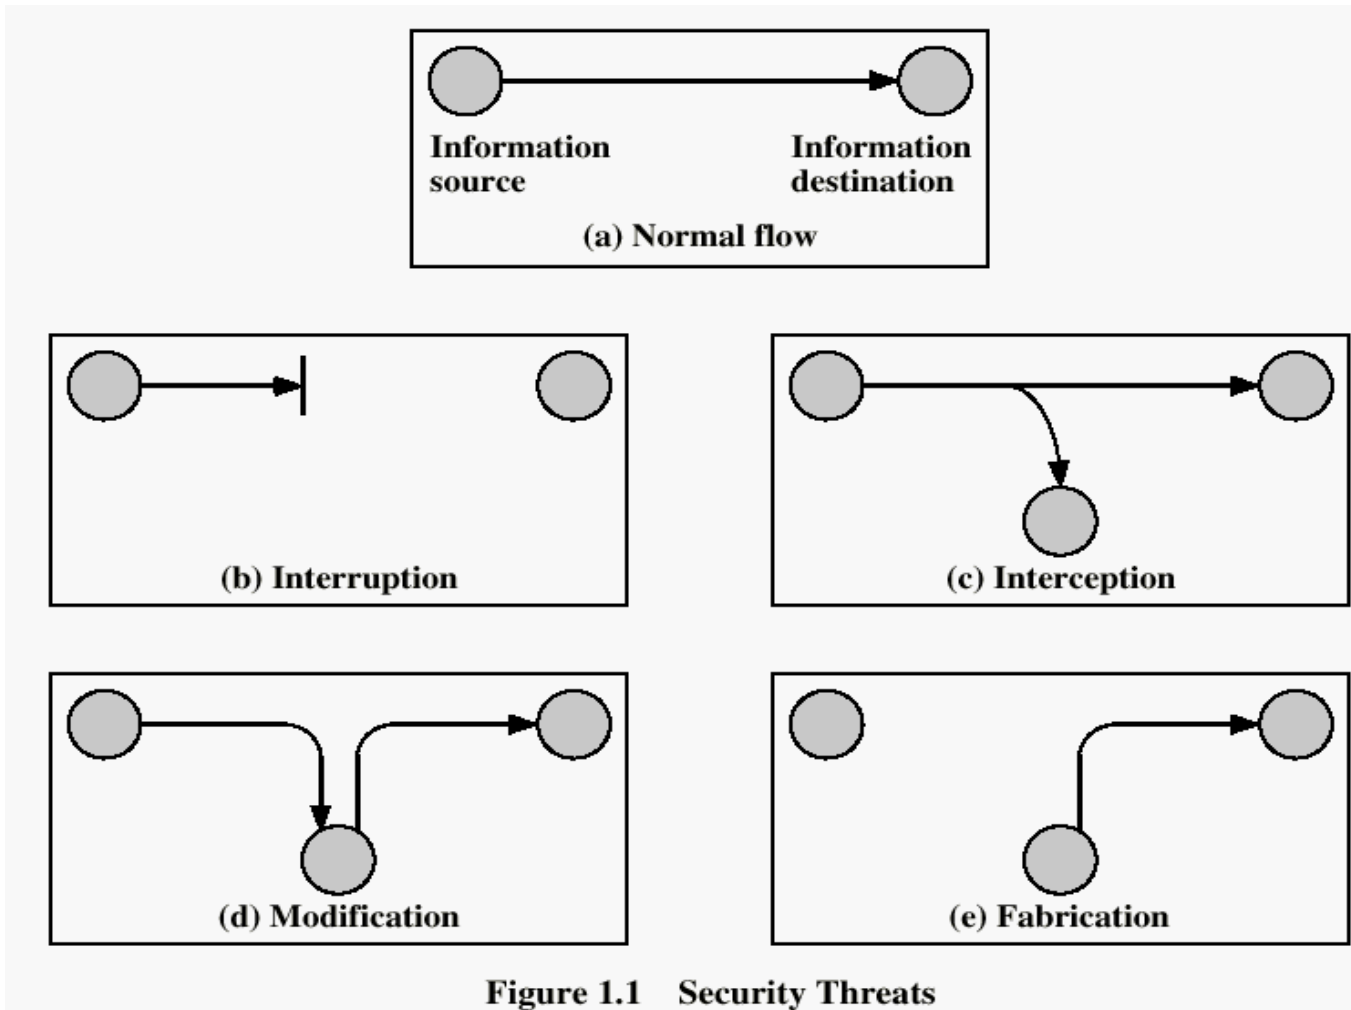 Information
source
Information
destination
(a) Normal flow
(b) Interruption
(c) Interception
(d) Modification
(e) Fabrication
Figure 1.1 Security Threats